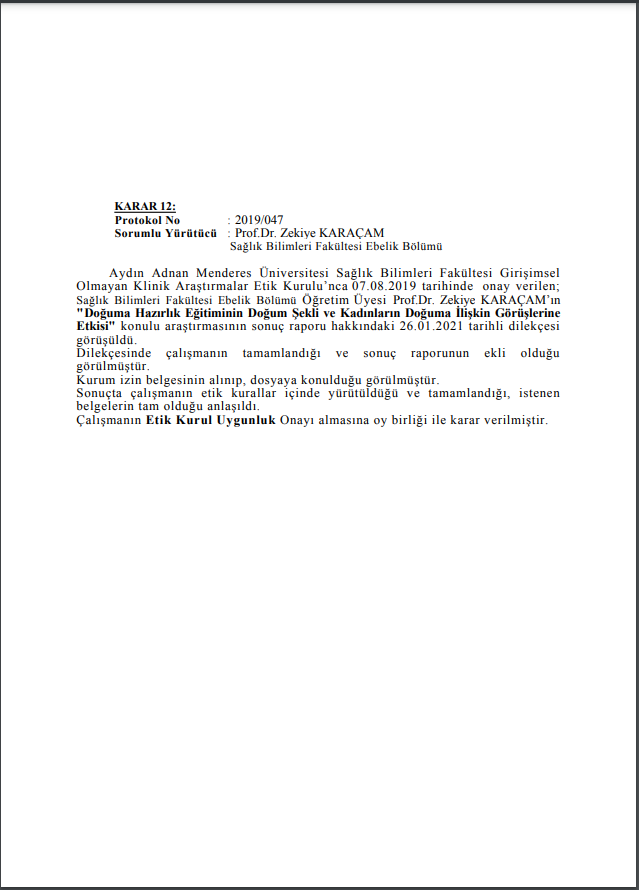 KARAR 12:
Protokol No : 2019/047
Sorumlu Yürütücü : Prof.Dr. Zekiye KARAÇAM
Sağlık Bilimleri Fakültesi Ebelik Bölümü
Aydın Adnan Menderes Üniversitesi Sağlık Bilimleri Fakültesi Girişimsel
Olmayan Klinik Araştırmalar Etik Kurulu’nca 07.08.2019 tarihinde onay verilen;
Sağlık Bilimleri Fakültesi Ebelik Bölümü Öğretim Üyesi Prof.Dr. Zekiye KARAÇAM’ın
"Doğuma Hazırlık Eğitiminin Doğum Şekli ve Kadınların Doğuma İlişkin Görüşlerine
Etkisi" konulu araştırmasının sonuç raporu hakkındaki 26.01.2021 tarihli dilekçesi
görüşüldü.
Dilekçesinde çalışmanın tamamlandığı ve sonuç raporunun ekli olduğu
görülmüştür.
Kurum izin belgesinin alınıp, dosyaya konulduğu görülmüştür.
Sonuçta çalışmanın etik kurallar içinde yürütüldüğü ve tamamlandığı, istenen
belgelerin tam olduğu anlaşıldı.
Çalışmanın Etik Kurul Uygunluk Onayı almasına oy birliği ile karar verilmiştir.